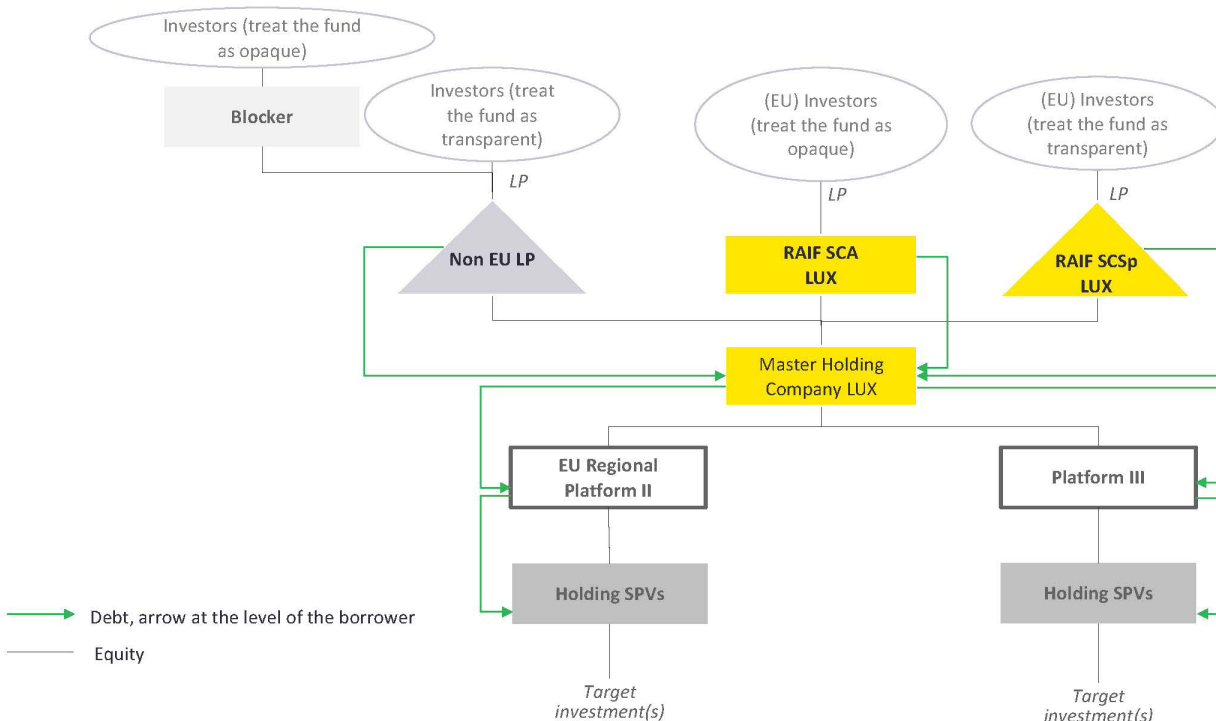 Investors (treat the fund
as opaque)
Blocker
Investors (treat
the fund as
transparent)
(EU) Investors
(treat the fund as
opaque)
(EU) Investors
(treat the fund as
transparent)
LP
LP
LP
Non EU LP
RAIF SCA
LUX
RAIF SCSp
LUX
Master Holding
Company LUX
EU Regional
Platform II
Platform III
Holding SPVs
Holding SPVs
Debt, arrow at the level of the borrower
Equity
Target
investment(s)
Target
investment(s)